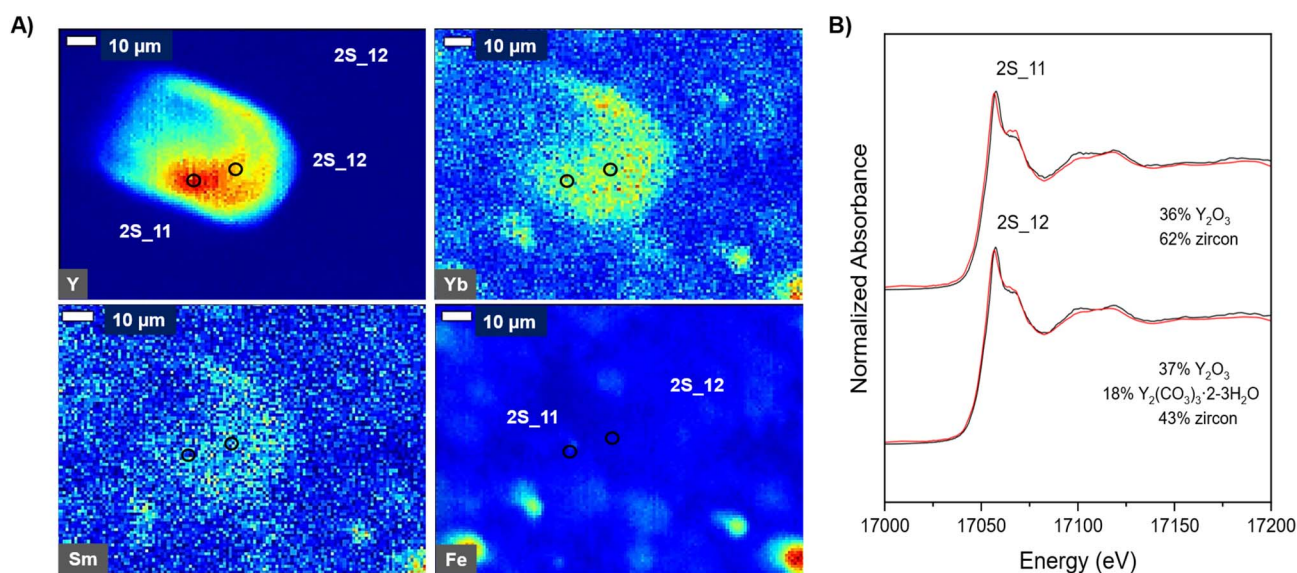 A)
10 µm
2S_12
2S_12
2S_11
Y
10 µm
Yb
10 µm
Sm
10 µm
2S_12
2S_11
Fe
B)
Normalized Absorbance
2S_11
36% Y₂O₃
62% zircon
2S_12
37% Y₂O₃
18% Y₂(CO₃)₃·2-3H₂O
43% zircon
17000 17050 17100 17150 17200
Energy (eV)